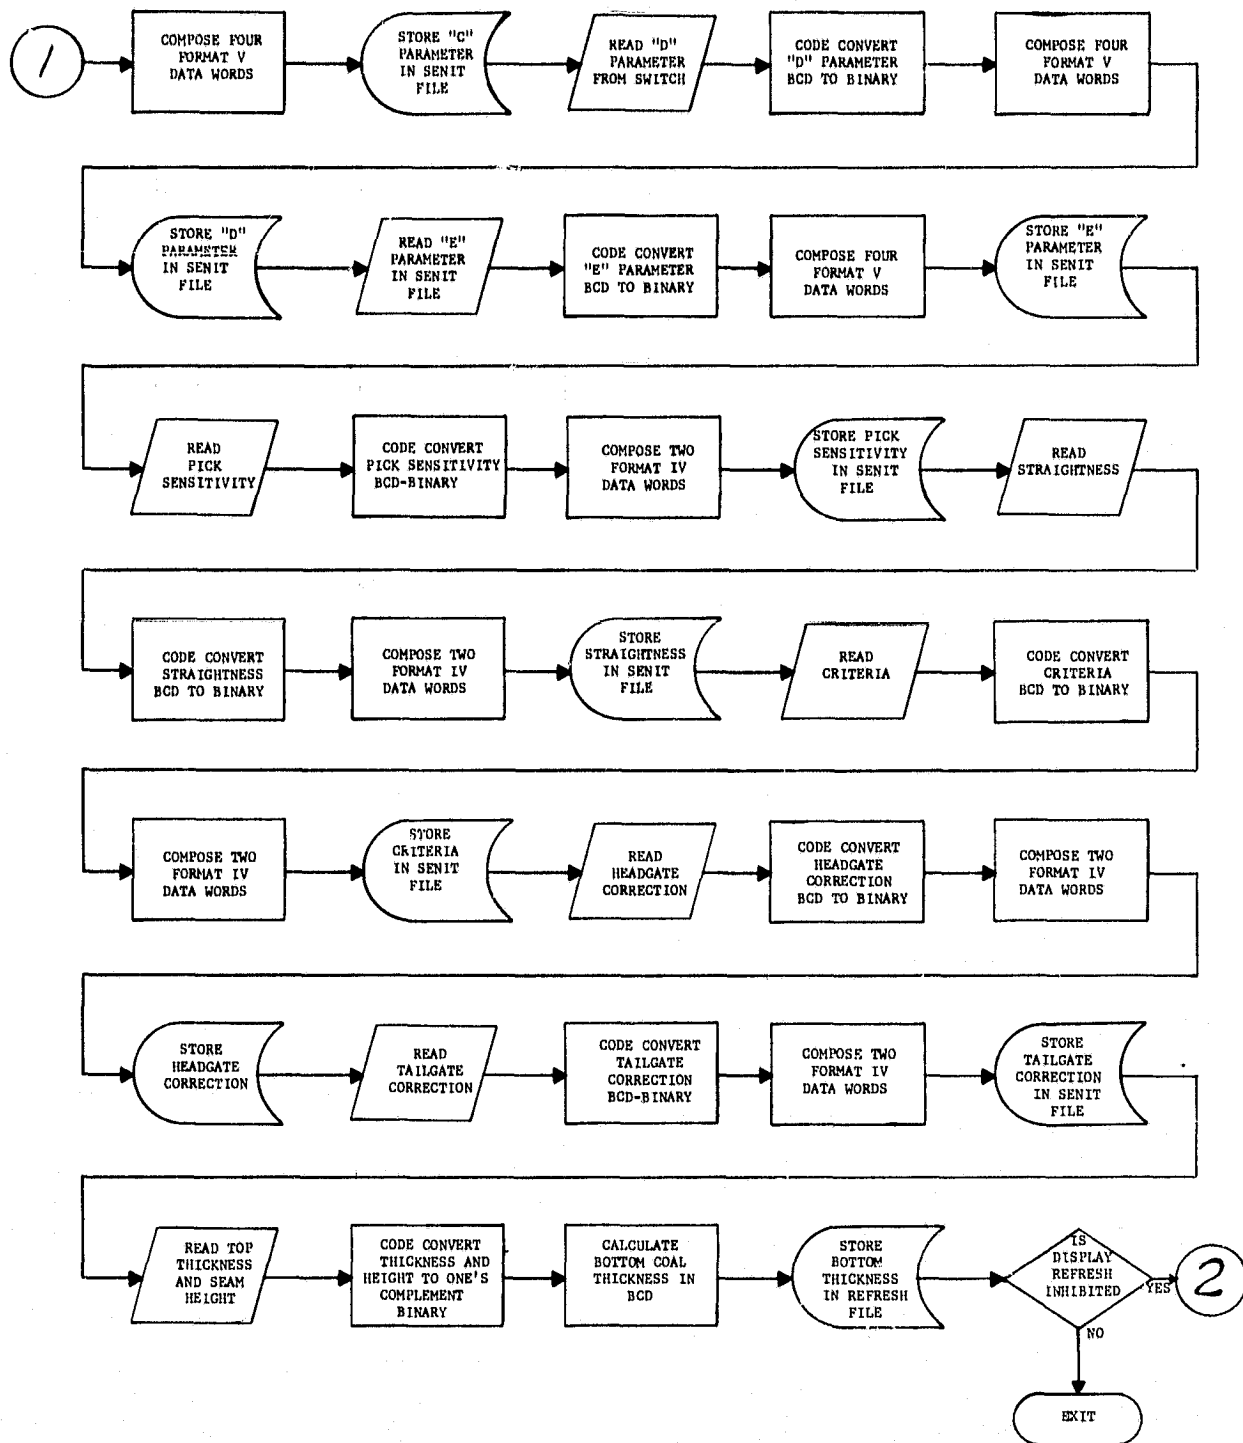 1
COMPOSE FOUR
FORMAT V
DATA WORDS
STORE "C"
PARAMETER
IN SENIT
FILE
READ "D"
PARAMETER
FROM SWITCH
CODE CONVERT
"D" PARAMETER
BCD TO BINARY
COMPOSE FOUR
FORMAT V
DATA WORDS
STORE "D"
PARAMETER
IN SENIT
FILE
READ "E"
PARAMETER
IN SENIT
FILE
CODE CONVERT
"E" PARAMETER
BCD TO BINARY
COMPOSE FOUR
FORMAT V
DATA WORDS
STORE "E"
PARAMETER
IN SENIT
FILE
READ
PICK
SENSITIVITY
CODE CONVERT
PICK SENSITIVITY
BCD-BINARY
COMPOSE TWO
FORMAT IV
DATA WORDS
STORE PICK
SENSITIVITY
IN SENIT
FILE
READ
STRAIGHTNESS
CODE CONVERT
STRAIGHTNESS
BCD TO BINARY
COMPOSE TWO
FORMAT IV
DATA WORDS
STORE
STRAIGHTNESS
IN SENIT
FILE
READ
CRITERIA
CODE CONVERT
CRITERIA
BCD TO BINARY
COMPOSE TWO
FORMAT IV
DATA WORDS
STORE
CRITERIA
IN SENIT
FILE
READ
HEADGATE
CORRECTION
CODE CONVERT
HEADGATE
CORRECTION
BCD TO BINARY
COMPOSE TWO
FORMAT IV
DATA WORDS
STORE
HEADGATE
CORRECTION
READ
TAILGATE
CORRECTION
CODE CONVERT
TAILGATE
CORRECTION
BCD-BINARY
COMPOSE TWO
FORMAT IV
DATA WORDS
STORE
TAILGATE
CORRECTION
IN SENIT
FILE
READ TOP
THICKNESS
AND SEAM
HEIGHT
CODE CONVERT
THICKNESS AND
HEIGHT TO ONE'S
COMPLEMENT
BINARY
CALCULATE
BOTTOM COAL
THICKNESS IN
BCD
STORE
BOTTOM
THICKNESS
IN REFRESH
FILE
IS
DISPLAY
REFRESH
INHIBITED
YES
2
NO
EXIT